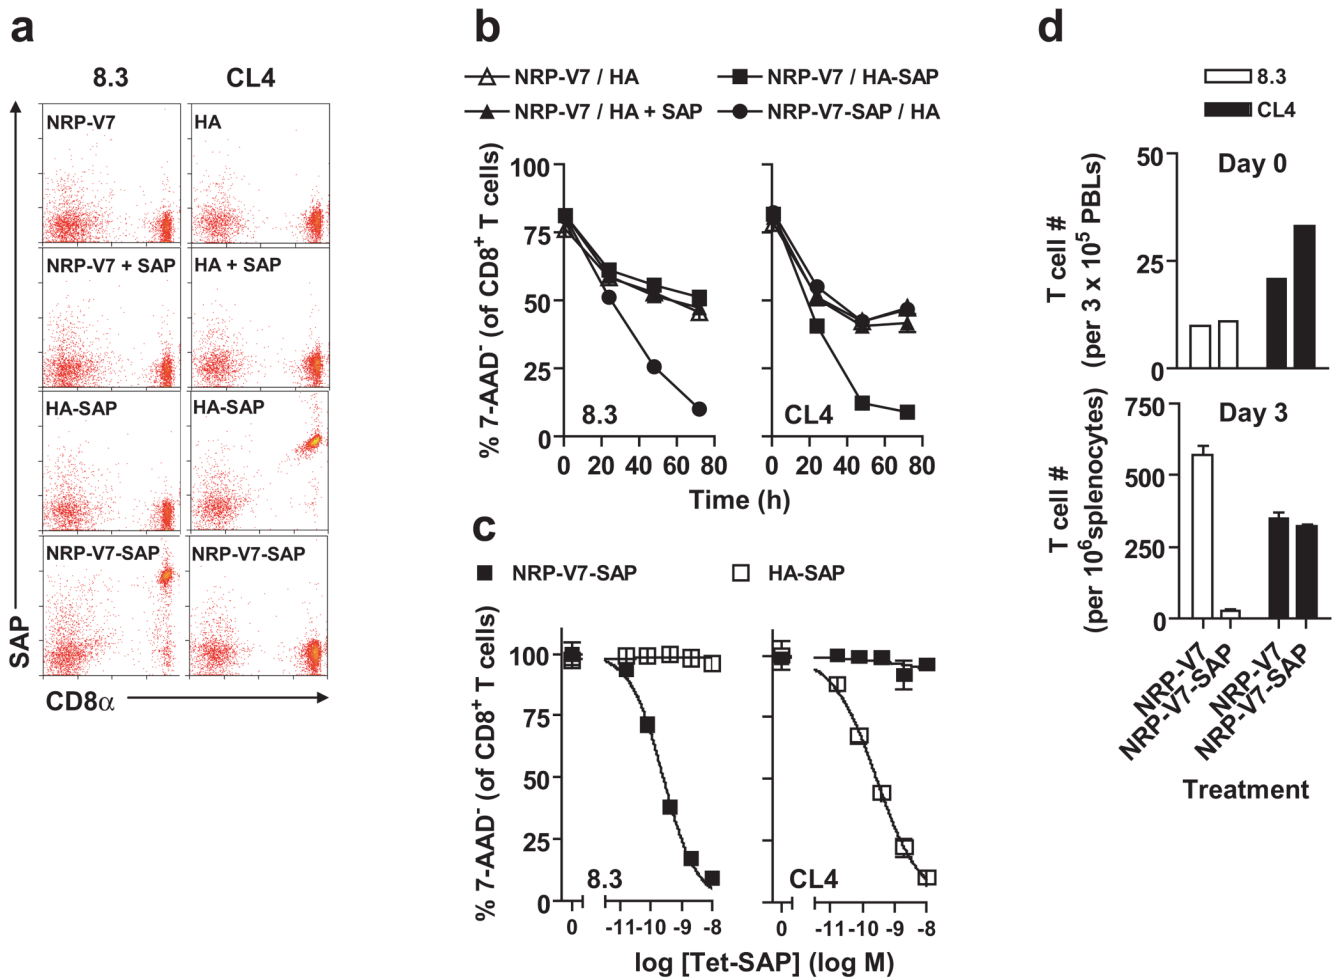 a
8.3
CL4
NRP-V7
HA
NRP-V7 + SAP
HA + SAP
HA-SAP
HA-SAP
NRP-V7-SAP
NRP-V7-SAP
SAP
CD8α
b
NRP-V7 / HA
NRP-V7 / HA-SAP
NRP-V7 / HA + SAP
NRP-V7-SAP / HA
% 7-AAD⁻ (of CD8⁺ T cells)
100
75
50
25
0
8.3
CL4
0 20 40 60 80
0 20 40 60 80
Time (h)
c
NRP-V7-SAP
HA-SAP
% 7-AAD⁻ (of CD8⁺ T cells)
100
75
50
25
0
8.3
CL4
0 -11 -10 -9 -8
0 -11 -10 -9 -8
log [Tet-SAP] (log M)
d
8.3
CL4
T cell #
(per 3 x 10⁵ PBLs)
50
25
0
Day 0
T cell #
(per 10⁶splenocytes)
750
500
250
0
Day 3
NRP-V7
NRP-V7-SAP
NRP-V7
NRP-V7-SAP
Treatment